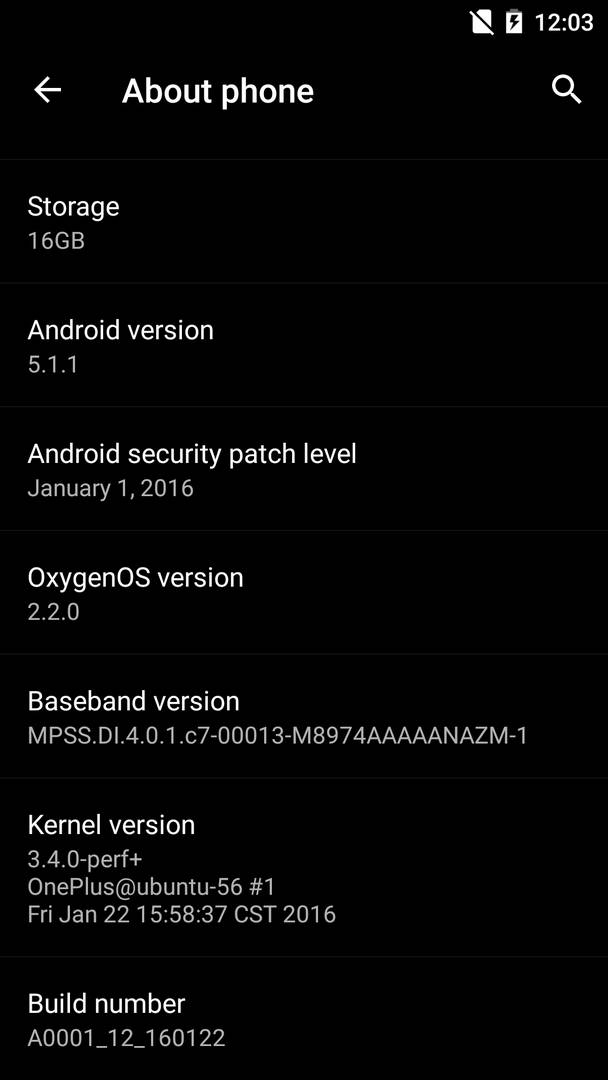 12:03
About phone
Storage
16GB
Android version
5.1.1
Android security patch level
January 1, 2016
OxygenOS version
2.2.0
Baseband version
MPSS.DI.4.0.1.c7-00013-M8974AAAAANAZM-1
Kernel version
3.4.0-perf+
OnePlus@ubuntu-56 #1
Fri Jan 22 15:58:37 CST 2016
Build number
A0001_12_160122